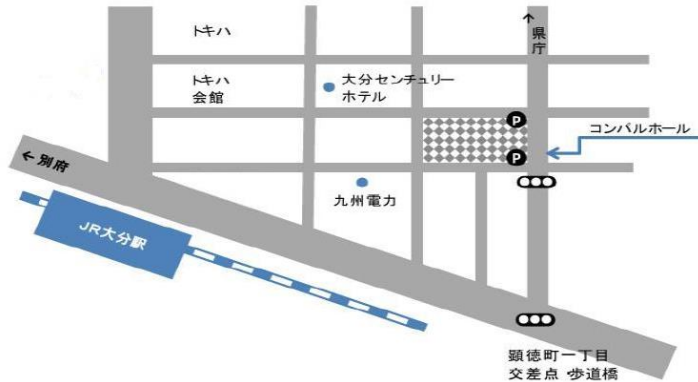 トキハ
↑
県庁
トキハ
会館
大分センチュリー
ホテル
P
コンパルホール
P
←別府
九州電力
JR大分駅
顕徳町一丁目
交差点・歩道橋